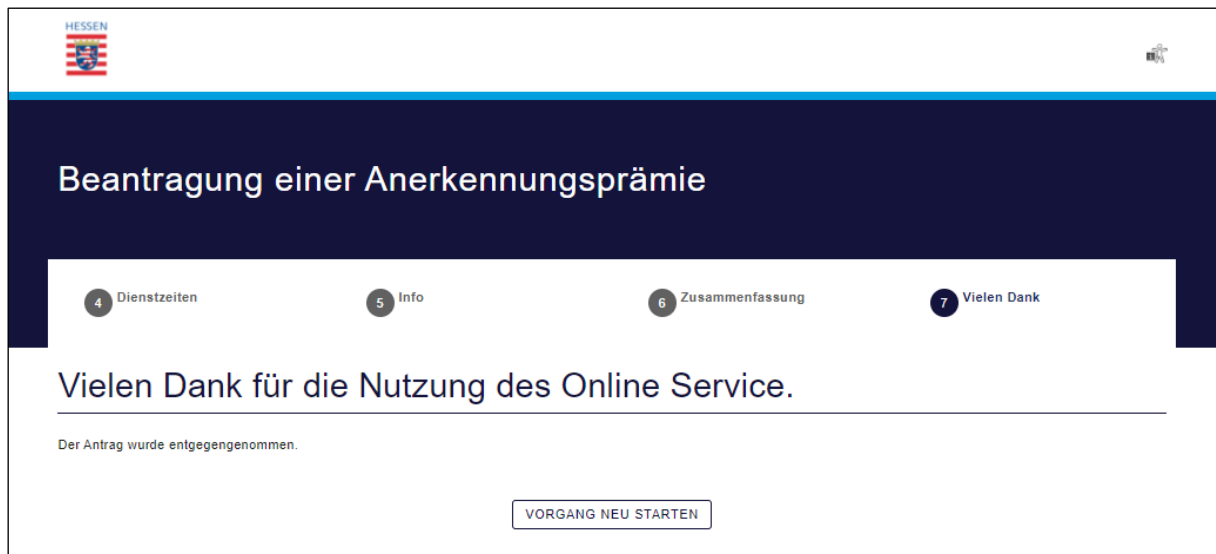 HESSEN
Beantragung einer Anerkennungsprämie
4 Dienstzeiten 5 Info 6 Zusammenfassung 7 Vielen Dank
Vielen Dank für die Nutzung des Online Service.
Der Antrag wurde entgegengenommen.
VORGANG NEU STARTEN